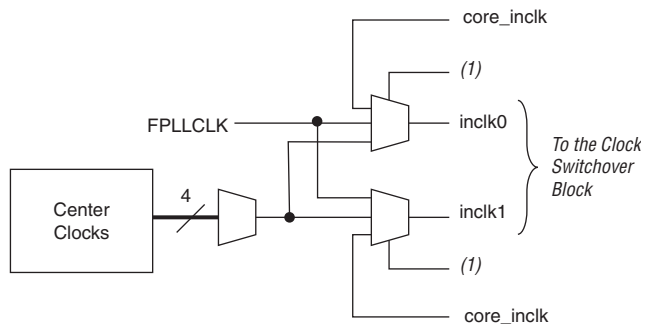 core_inclk
(1)
FPLLCLK
inclk0
To the Clock
Switchover
Block
4
Center
Clocks
inclk1
(1)
core_inclk